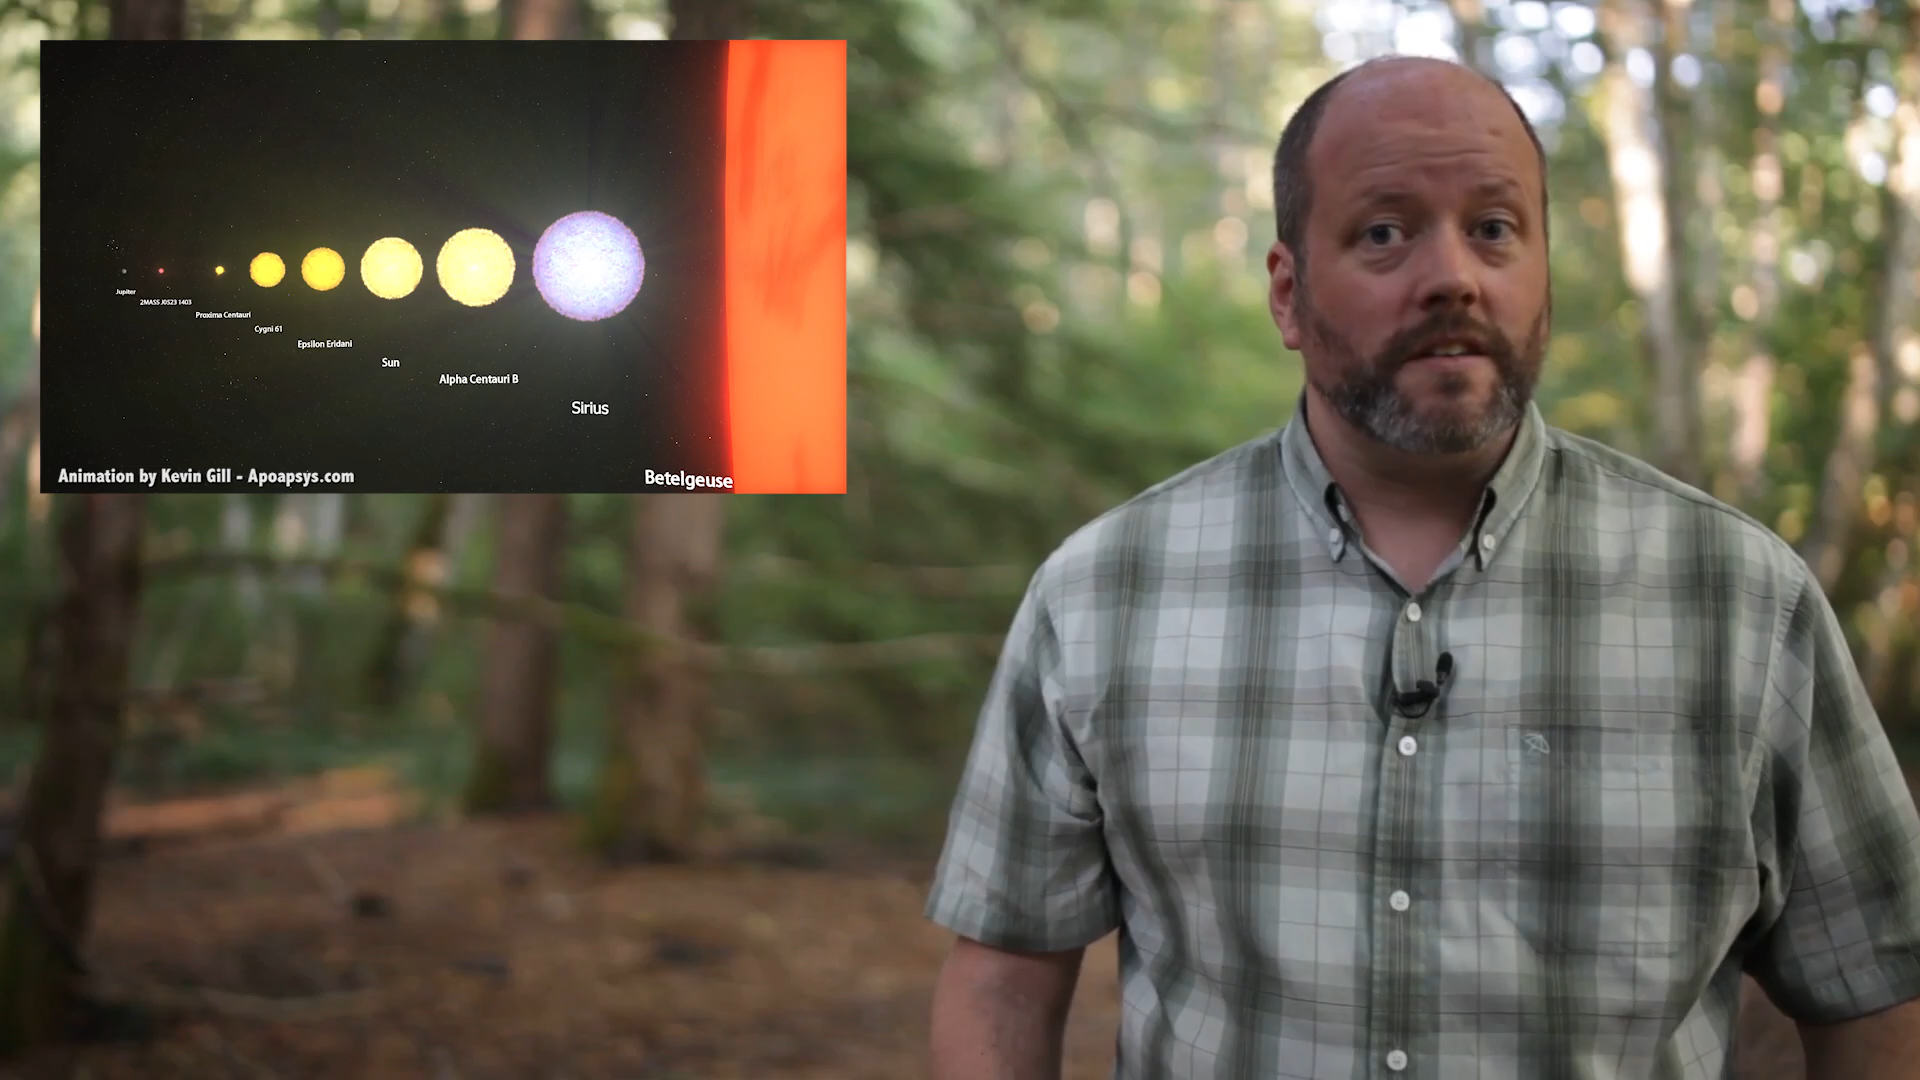 Jupiter
2MASS J0523 1403
Proxima Centauri
Cygni 61
Epsilon Eridani
Sun
Alpha Centauri B
Sirius
Betelgeuse
Animation by Kevin Gill - Apoapsys.com